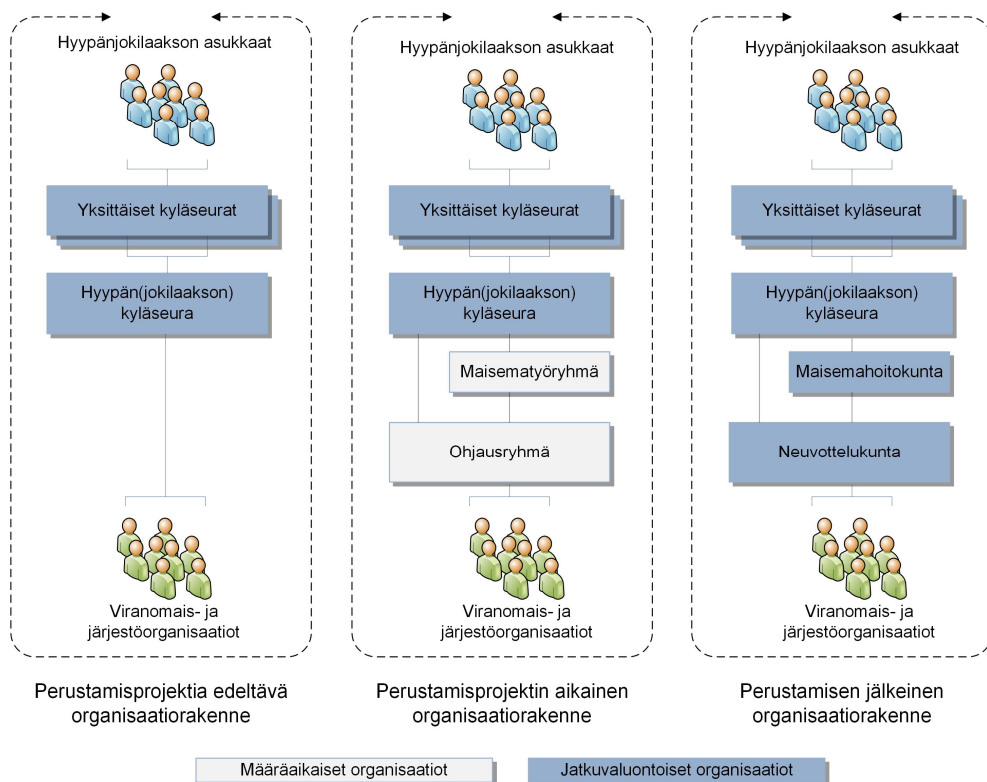 Hyypänjokilaakson asukkaat
Yksittäiset kyläseurat
Hyypän(jokilaakson)
kyläseura
Viranomais- ja
järjestöorganisaatiot
Perustamisprojektia edeltävä
organisaatiorakenne
Hyypänjokilaakson asukkaat
Yksittäiset kyläseurat
Hyypän(jokilaakson)
kyläseura
Maisematyöryhmä
Ohjausryhmä
Viranomais- ja
järjestöorganisaatiot
Perustamisprojektin aikainen
organisaatiorakenne
Hyypänjokilaakson asukkaat
Yksittäiset kyläseurat
Hyypän(jokilaakson)
kyläseura
Maisemahoitokunta
Neuvottelukunta
Viranomais- ja
järjestöorganisaatiot
Perustamisen jälkeinen
organisaatiorakenne
Määräaikaiset organisaatiot
Jatkuvaluontoiset organisaatiot